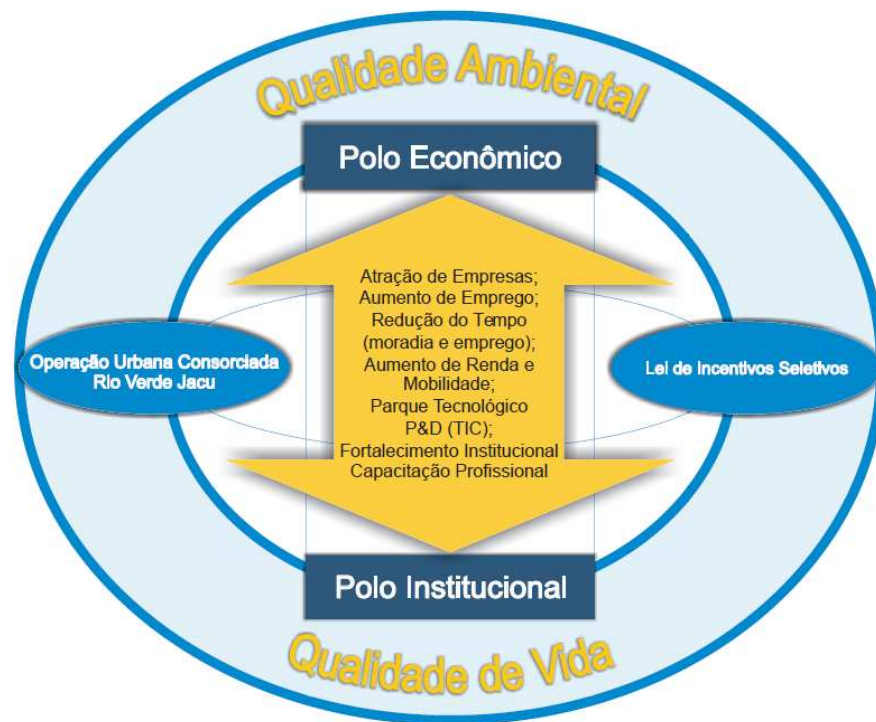 Qualidade Ambiental
Polo Econômico
Atração de Empresas;
Aumento de Emprego;
Redução do Tempo
(moradia e emprego);
Aumento de Renda e
Mobilidade;
Parque Tecnológico
P&D (TIC);
Fortalecimento Institucional
Capacitação Profissional
Operação Urbana Consorciada
Rio Verde Jacu
Lei de Incentivos Seletivos
Polo Institucional
Qualidade de Vida